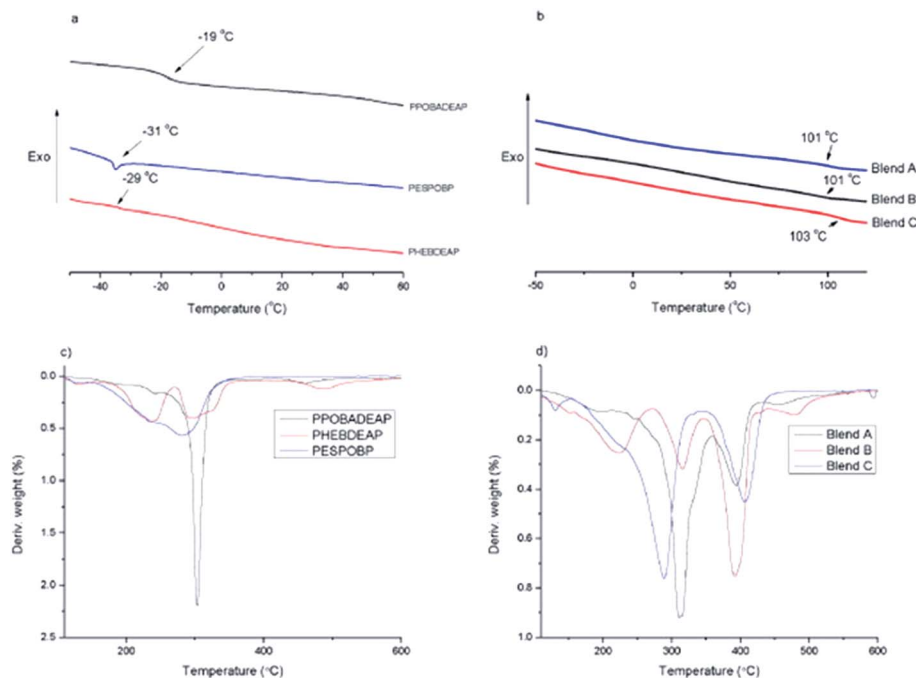 a
-19 °C
PPOBADEAP
-31 °C
Exo
-29 °C
PESPOBP
PHEBDEAP
-40 -20 0 20 40 60
Temperature (°C)
b
101 °C
Exo
Blend A
101 °C
Blend B
Blend C
103 °C
-50 0 50 100
Temperature (°C)
c)
0.0
0.5
1.0
1.5
2.0
2.5
Deriv. weight (%)
PPOBADEAP
PHEBDEAP
PESPOBP
200 400 600
Temperature (°C)
d)
0.0
0.2
0.4
0.6
0.8
1.0
Deriv. weight (%)
Blend A
Blend B
Blend C
200 300 400 500 600
Temperature (°C)